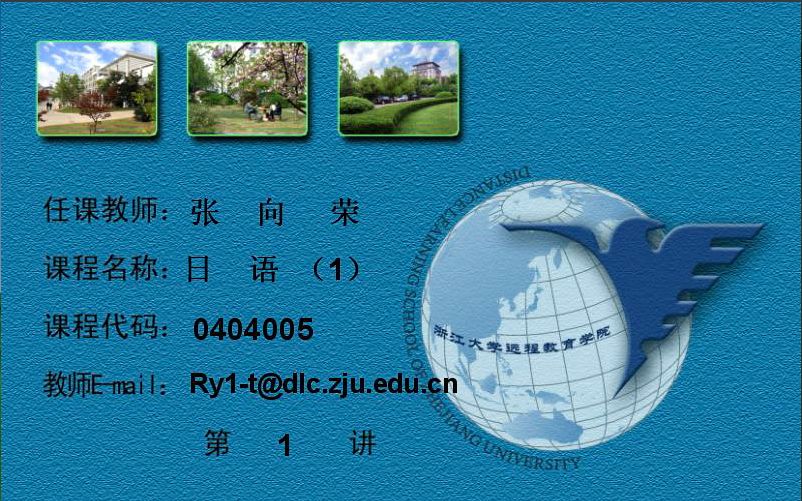 任课教师：张 向 荣
课程名称：日 语 （1）
课程代码：0404005
教师E-mail：Ry1-t@dlc.zju.edu.cn
第 1 讲
DISTANCE LEARNING SCHOOL OF ZHEJIANG UNIVERSITY
浙江大学远程教育学院